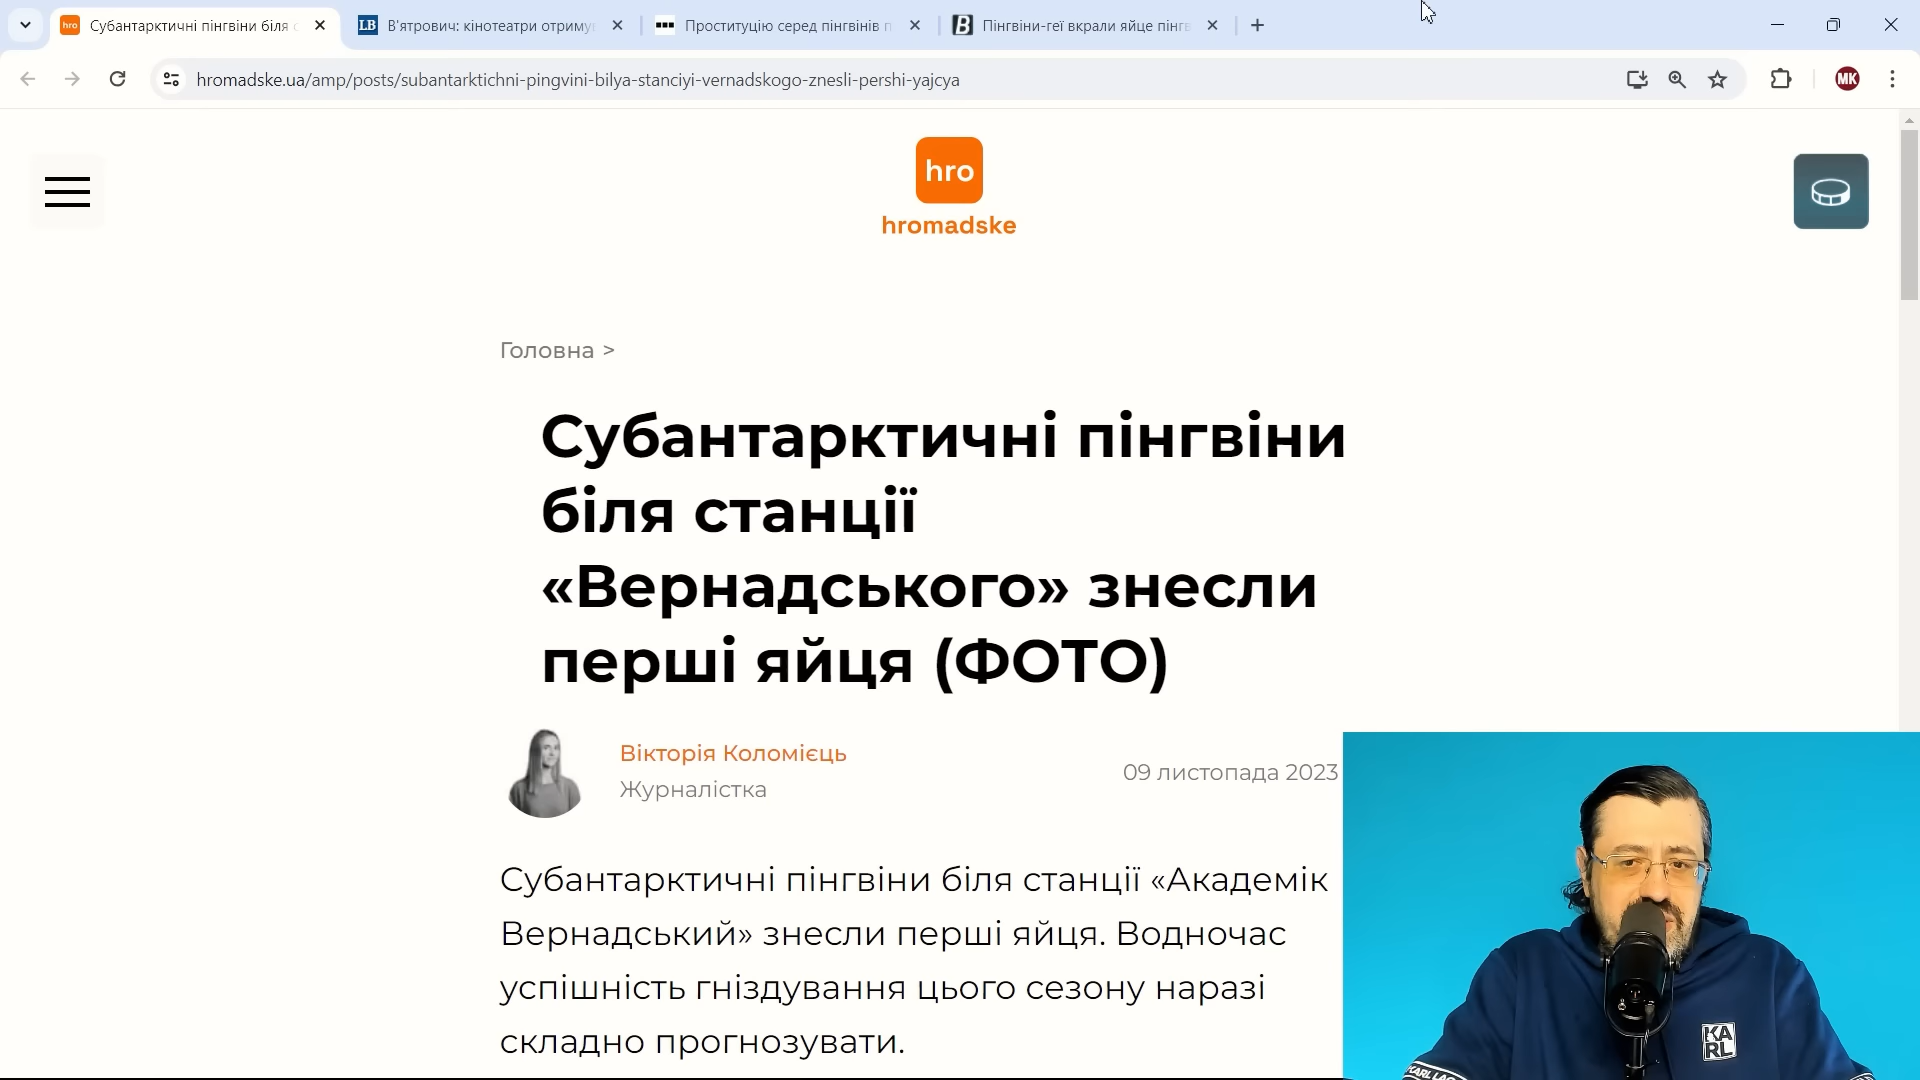 Субантарктичні пінгвіни біля с
В'ятрович: кінотеатри отриму
Проституцію серед пінгвінів п
Пінгвіни-геї вкрали яйце пінгв
hromadske.ua/amp/posts/subantarktichni-pingvini-bilya-stanciyi-vernadskogo-znesli-pershi-yajcya
MK
hro
hromadske
Головна >
Субантарктичні пінгвіни
біля станції
«Вернадського» знесли
перші яйця (ФОТО)
Вікторія Коломієць
Журналістка
09 листопада 2023
Субантарктичні пінгвіни біля станції «Академік
Вернадський» знесли перші яйця. Водночас
успішність гніздування цього сезону наразі
складно прогнозувати.
KA
RL